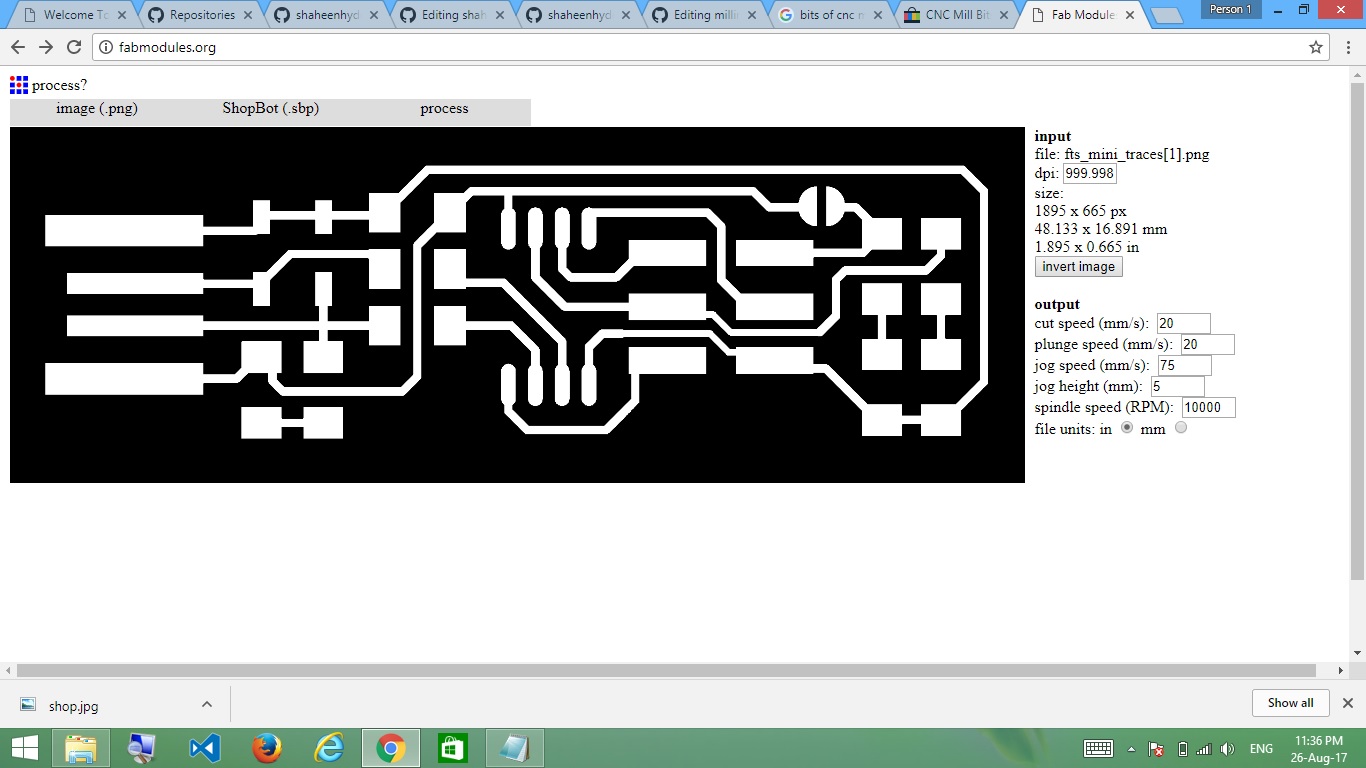 Welcome To
Repositories
shaheenhyd
Editing shah
shaheenhyd
Editing milli
bits of cnc m
CNC Mill Bit
Fab Module
Person 1
fabmodules.org
process?
image (.png) ShopBot (.sbp) process
input
file: fts_mini_traces[1].png
dpi: 999.998
size:
1895 x 665 px
48.133 x 16.891 mm
1.895 x 0.665 in
invert image
output
cut speed (mm/s): 20
plunge speed (mm/s): 20
jog speed (mm/s): 75
jog height (mm): 5
spindle speed (RPM): 10000
file units: in mm
shop.jpg
Show all
ENG
11:36 PM
26-Aug-17